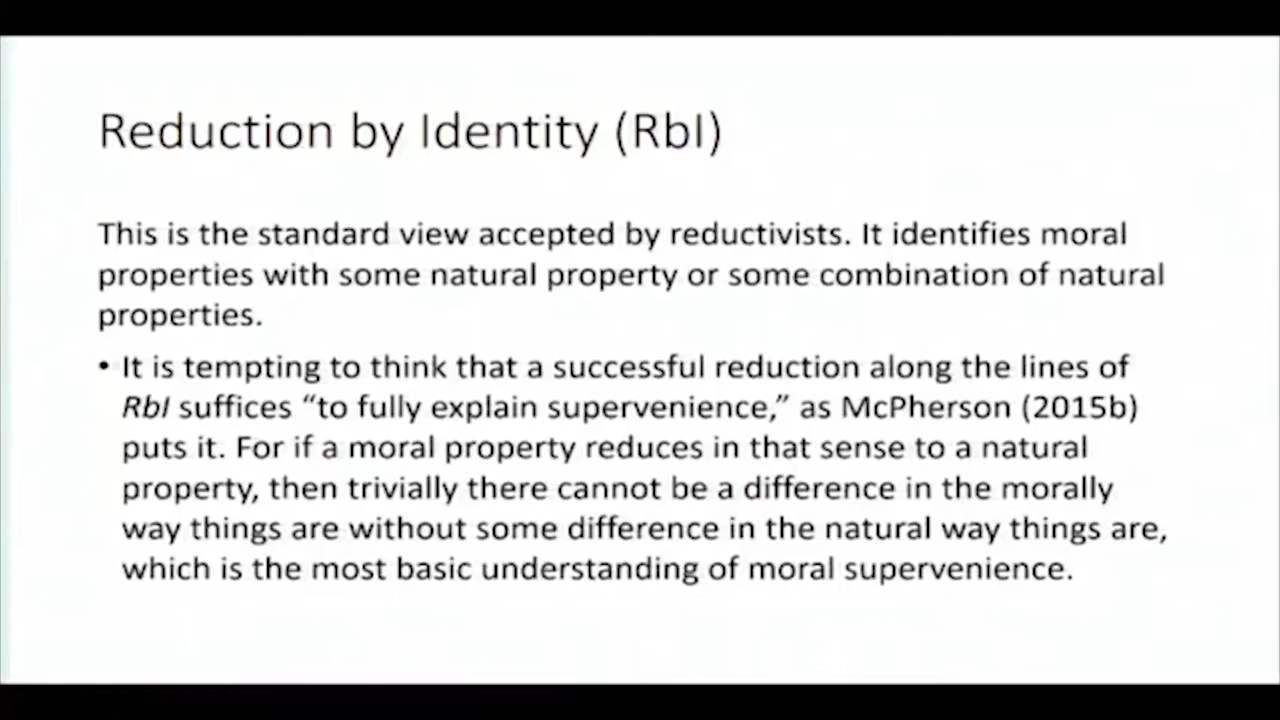 Reduction by Identity (RbI)
This is the standard view accepted by reductivists. It identifies moral
properties with some natural property or some combination of natural
properties.
• It is tempting to think that a successful reduction along the lines of
RbI suffices “to fully explain supervenience,” as McPherson (2015b)
puts it. For if a moral property reduces in that sense to a natural
property, then trivially there cannot be a difference in the morally
way things are without some difference in the natural way things are,
which is the most basic understanding of moral supervenience.